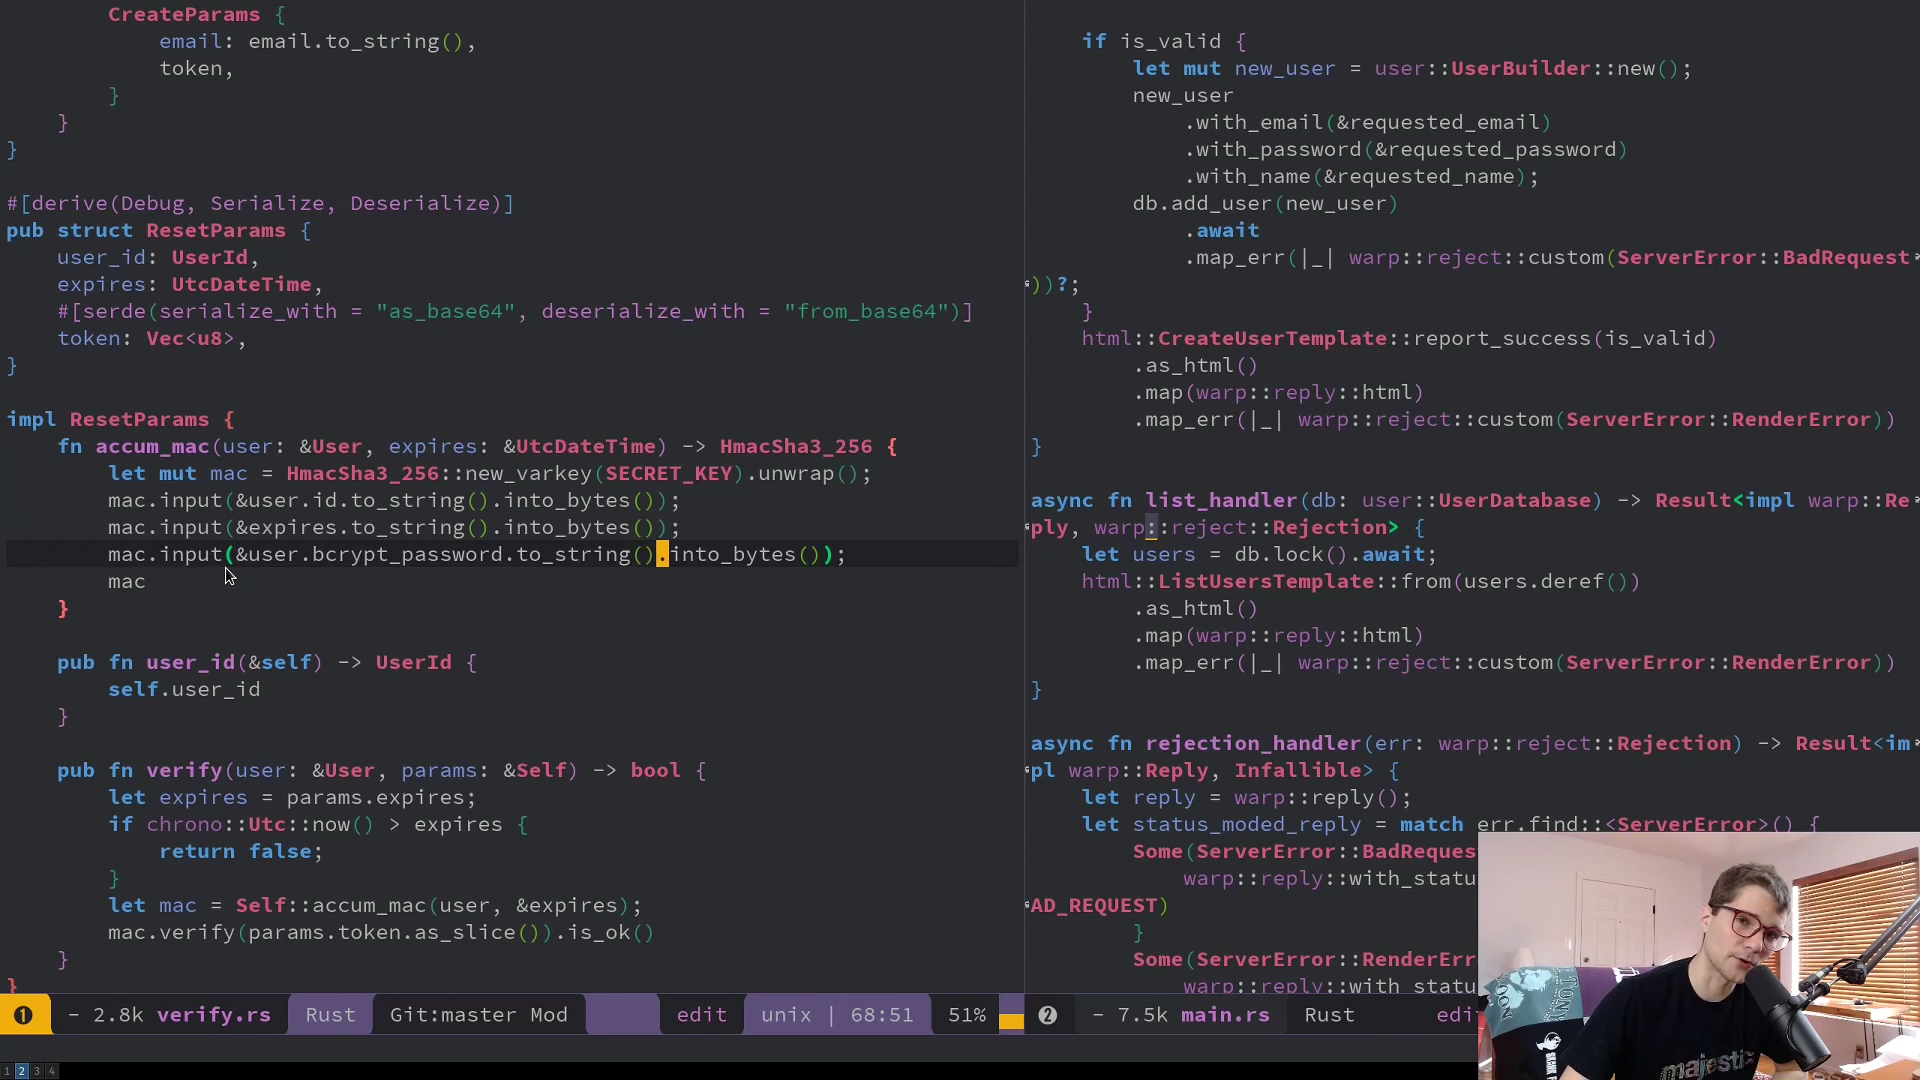 CreateParams {
email: email.to_string(),
token,
}
}
}
#[derive(Debug, Serialize, Deserialize)]
pub struct ResetParams {
user_id: UserId,
expires: UtcDateTime,
#[serde(serialize_with = "as_base64", deserialize_with = "from_base64")]
token: Vec<u8>,
}
impl ResetParams {
fn accum_mac(user: &User, expires: &UtcDateTime) -> HmacSha3_256 {
let mut mac = HmacSha3_256::new_varkey(SECRET_KEY).unwrap();
mac.input(&user.id.to_string().into_bytes());
mac.input(&expires.to_string().into_bytes());
mac.input(&user.bcrypt_password.to_string().into_bytes());
mac
}
pub fn user_id(&self) -> UserId {
self.user_id
}
pub fn verify(user: &User, params: &Self) -> bool {
let expires = params.expires;
if chrono::Utc::now() > expires {
return false;
}
let mac = Self::accum_mac(user, &expires);
mac.verify(params.token.as_slice()).is_ok()
}
}
1 - 2.8k verify.rs Rust Git:master Mod edit unix | 68:51 51%
if is_valid {
let mut new_user = user::UserBuilder::new();
new_user
.with_email(&requested_email)
.with_password(&requested_password)
.with_name(&requested_name);
db.add_user(new_user)
.await
.map_err(|_| warp::reject::custom(ServerError::BadRequest
))?;
}
html::CreateUserTemplate::report_success(is_valid)
.as_html()
.map(warp::reply::html)
.map_err(|_| warp::reject::custom(ServerError::RenderError))
}
async fn list_handler(db: user::UserDatabase) -> Result<impl warp::Re
ply, warp::reject::Rejection> {
let users = db.lock().await;
html::ListUsersTemplate::from(users.deref())
.as_html()
.map(warp::reply::html)
.map_err(|_| warp::reject::custom(ServerError::RenderError))
}
async fn rejection_handler(err: warp::reject::Rejection) -> Result<im
pl warp::Reply, Infallible> {
let reply = warp::reply();
let status_moded_reply = match err.find::<ServerError>() {
Some(ServerError::BadReques
warp::reply::with_statu
AD_REQUEST)
}
Some(ServerError::RenderErr
warp::reply::with_statu
2 - 7.5k main.rs Rust edi
majestic
1 2 3 4